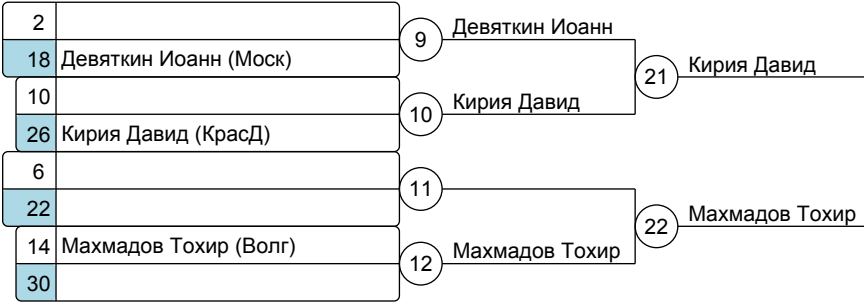 2
18 Девяткин Иоанн (Моск)
9 Девяткин Иоанн
10
26 Кирия Давид (КрасД)
10 Кирия Давид
21 Кирия Давид
6
22
11
14 Махмадов Тохир (Волг)
30
12 Махмадов Тохир
22 Махмадов Тохир